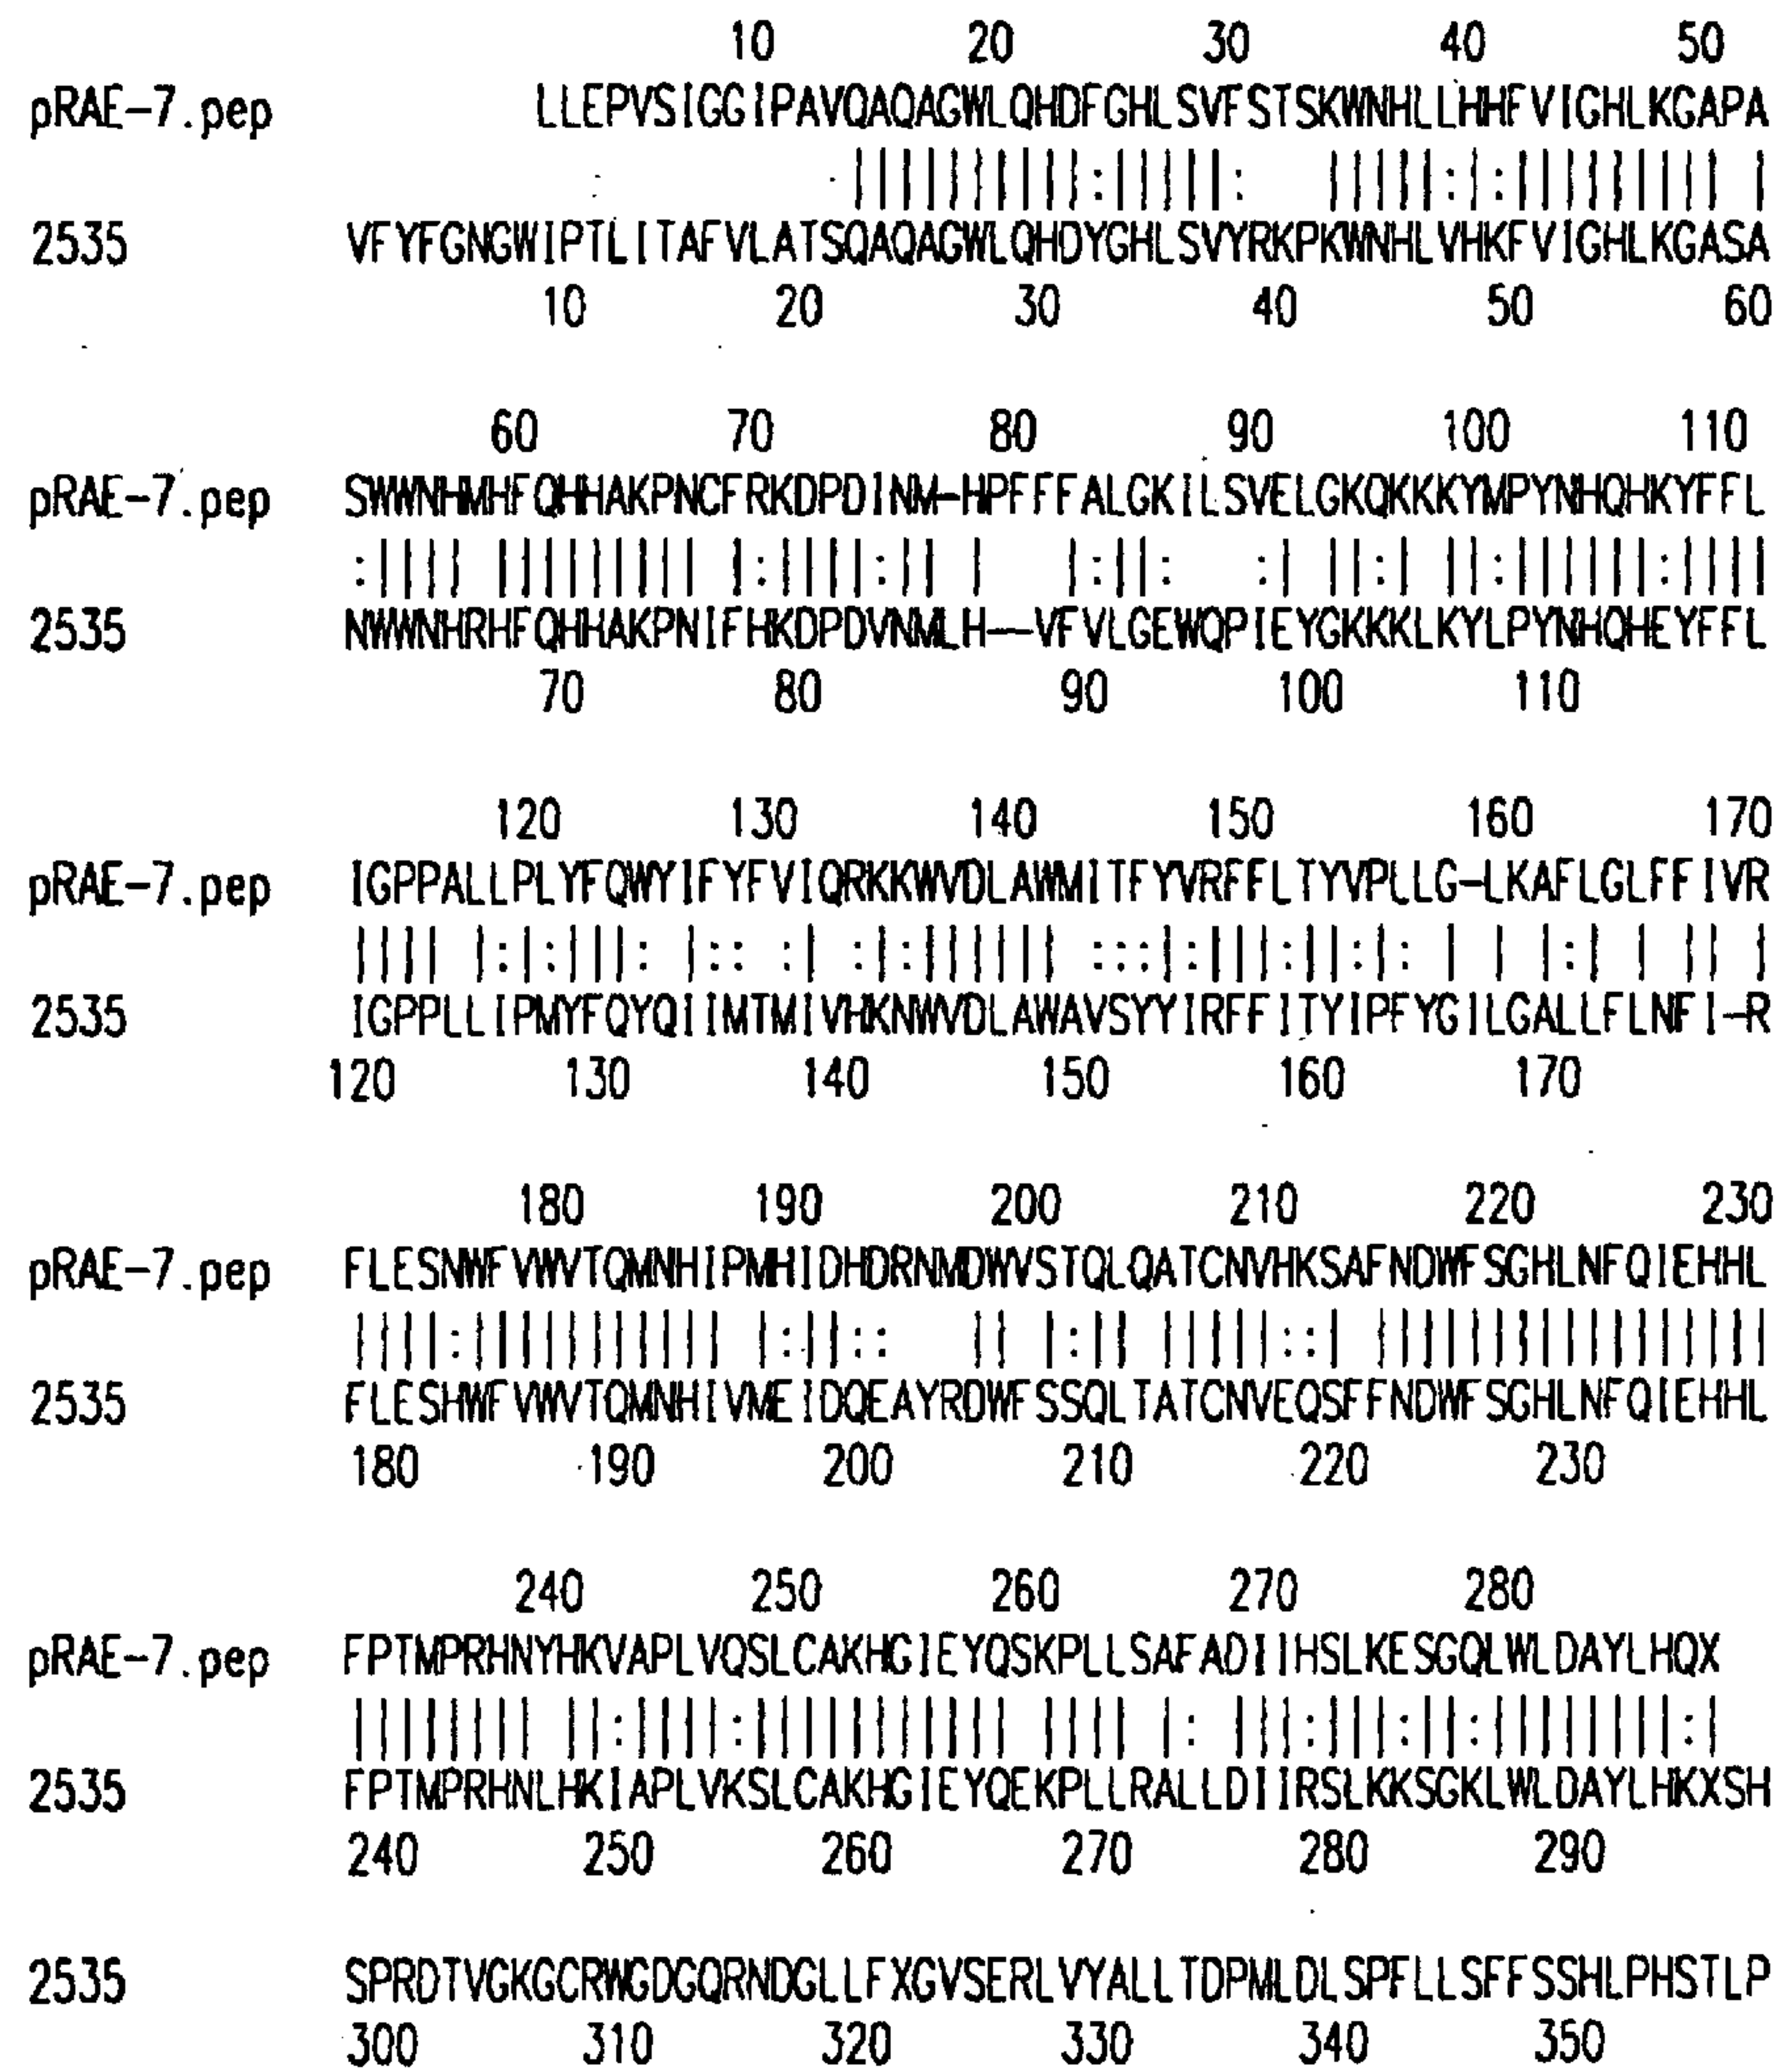 10 20 30 40 50
pRAE-7.pep LLEPVSIGGIPAVQAQAGWLQHDFGHLSVFSTSKWNHLLHHFVIGHLKGAPA
||||||||||:|||||: |||||:|:||||||||| |
2535 VFYFGNGWIPTLITAFVLATSQAQAGWLQHDYGHLSVYRKPKWNHLVHKFVIGHLKGASA
10 20 30 40 50 60
60 70 80 90 100 110
pRAE-7.pep SWWNHMHFQHHAKPNCFRKDPDINM-HPFFFALGKILSVELGKQKKKYMPYNHQHKYFFL
:|||| ||||||||| |:||||:|| | |:||: :| ||:| ||:||||||:||||
2535 NWWNHRHFQHHAKPNIFHKDPDVNMLH--VFVLGEWQPIEYGKKKLKYLPYNHQHEYFFL
70 80 90 100 110
120 130 140 150 160 170
pRAE-7.pep IGPPALLPLYFQWYIFYFVIQRKKWVDLAWMITFYVRFFLTYVPLLG-LKAFLGLFFIVR
|||| |:|:|||: |:: :| :|:|||||| :::|:|||:||:|: | | |:| | || |
2535 IGPPLLIPMYFQYQIIMTMIVHKNWVDLAWAVSYYIRFFITYIPFYGILGALLFLNFI-R
120 130 140 150 160 170
180 190 200 210 220 230
pRAE-7.pep FLESNWFVWVTQMNHIPMHIDHDRNMDWVSTQLQATCNVHKSAFNDWFSGHLNFQIEHHL
||||:||||||||||| |:||:: || |:|| |||||::| |||||||||||||||||
2535 FLESHWFVWVTQMNHIVMEIDQEAYRDWFSSQLTATCNVEQSFFNDWFSGHLNFQIEHHL
180 190 200 210 220 230
240 250 260 270 280
pRAE-7.pep FPTMPRHNYHKVAPLVQSLCAKHGIEYQSKPLLSAFADIIHSLKESGQLWLDAYLHQX
|||||||| ||:||||:||||||||||| |||| |: |||:|||:||:||||||||:|
2535 FPTMPRHNLHKIAPLVKSLCAKHGIEYQEKPLLRALLDIIRSLKKSGKLWLDAYLHKXSH
240 250 260 270 280 290
2535 SPRDTVGKGCRWGDGQRNDGLLFXGVSERLVYALLTDPMLDLSPFLLSFFSSHLPHSTLP
300 310 320 330 340 350